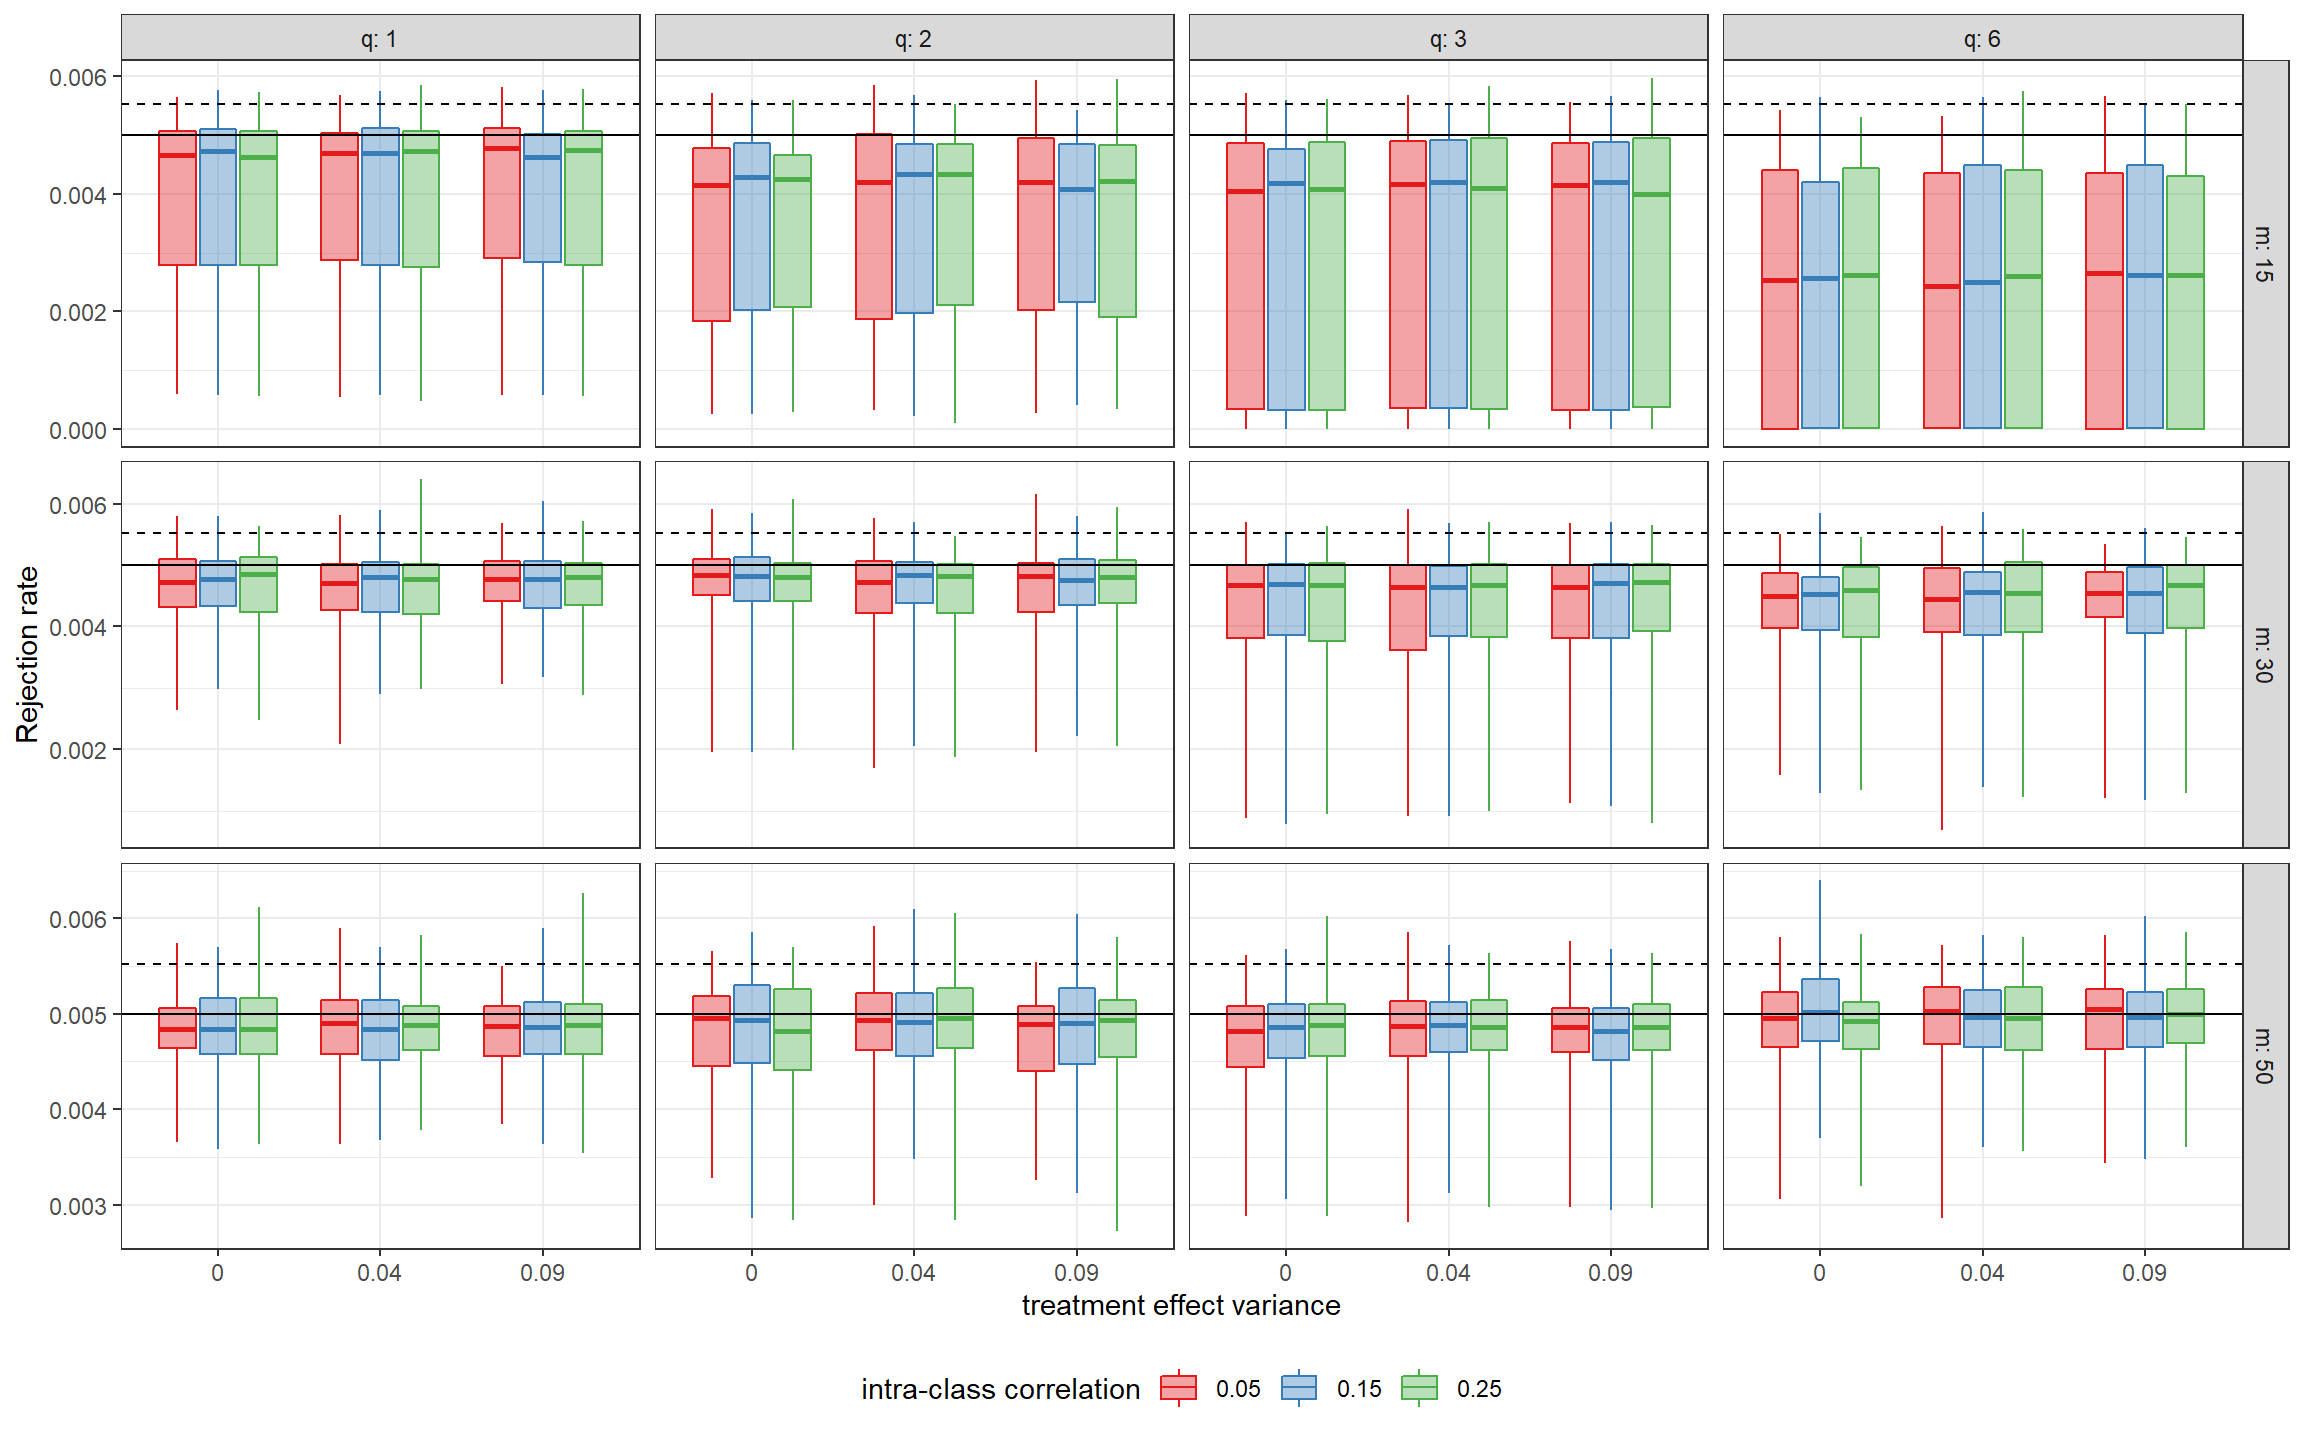 q: 1 q: 2 q: 3 q: 6
0.006
0.004
0.002
0.000
m: 15
0.006
0.004
0.002
m: 30
0.006
0.005
0.004
0.003
m: 50
Rejection rate
0 0.04 0.09 0 0.04 0.09 0 0.04 0.09 0 0.04 0.09
treatment effect variance
intra-class correlation 0.05 0.15 0.25